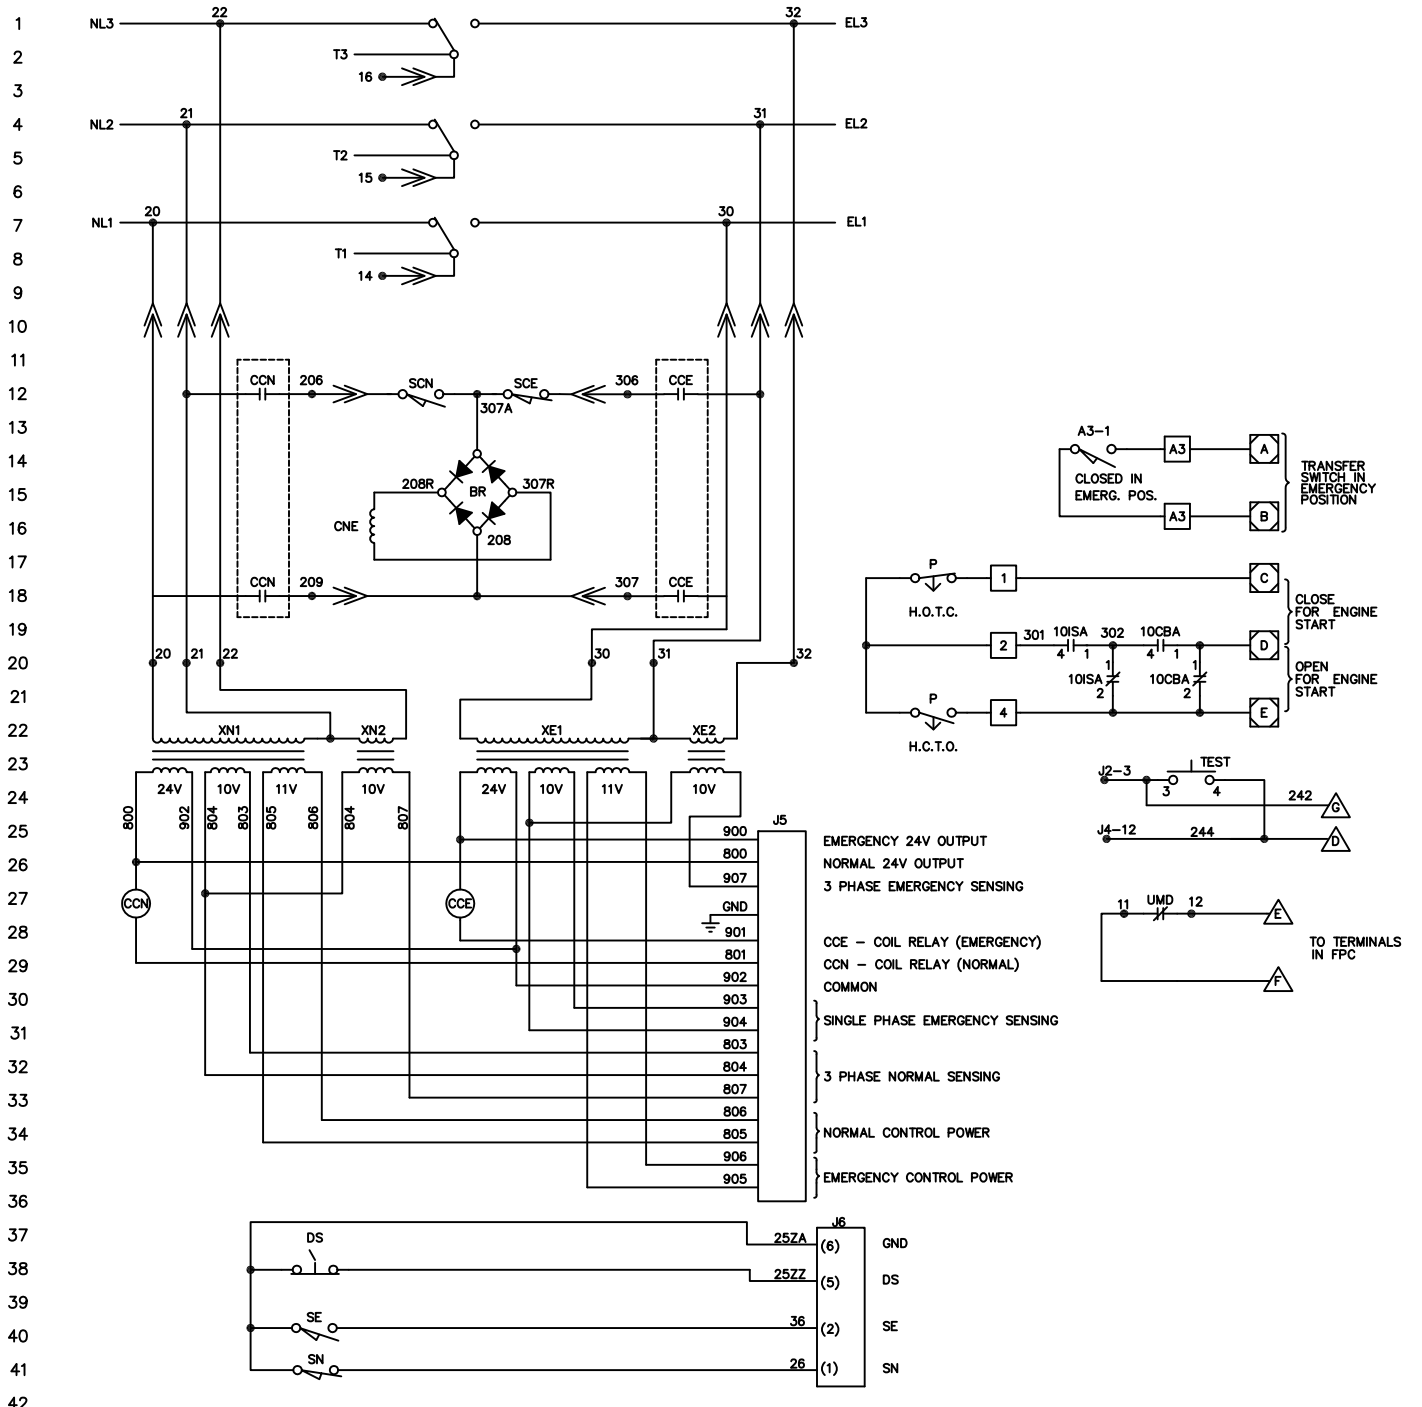 1
NL3
22
32
EL3
2
T3
16
3
4
NL2
21
31
EL2
5
T2
15
6
7
NL1
20
30
EL1
8
T1
14
9
10
11
12
CCN
206
SCN
SCE
306
CCE
307A
13
A3-1
14
A3
A
208R
BR
307R
CLOSED IN
EMERG. POS.
TRANSFER
SWITCH IN
EMERGENCY
POSITION
15
16
CNE
208
A3
B
17
P
CCN
209
307
CCE
1
C
18
H.O.T.C.
CLOSE
FOR ENGINE
START
19
2
301
10ISA
302
10CBA
D
4
1
4
1
20
20
21
22
30
31
32
1
1
OPEN
FOR ENGINE
START
10ISA
10CBA
2
2
21
P
4
E
22
XN1
XN2
XE1
XE2
H.C.T.O.
23
TEST
J2-3
3
4
24V
10V
11V
10V
24V
10V
11V
10V
24
242
G
800
902
804
803
805
806
804
807
J5
25
900
EMERGENCY 24V OUTPUT
J4-12
244
D
26
800
NORMAL 24V OUTPUT
907
3 PHASE EMERGENCY SENSING
27
CCN
CCE
GND
11
UMD
12
E
28
901
CCE - COIL RELAY (EMERGENCY)
TO TERMINALS
IN FPC
29
801
CCN - COIL RELAY (NORMAL)
902
COMMON
F
30
903
SINGLE PHASE EMERGENCY SENSING
31
904
803
32
804
3 PHASE NORMAL SENSING
33
807
806
34
NORMAL CONTROL POWER
805
35
906
EMERGENCY CONTROL POWER
905
36
J6
37
DS
25ZA
(6)
GND
38
25ZZ
(5)
DS
39
40
SE
36
(2)
SE
41
SN
26
(1)
SN
42